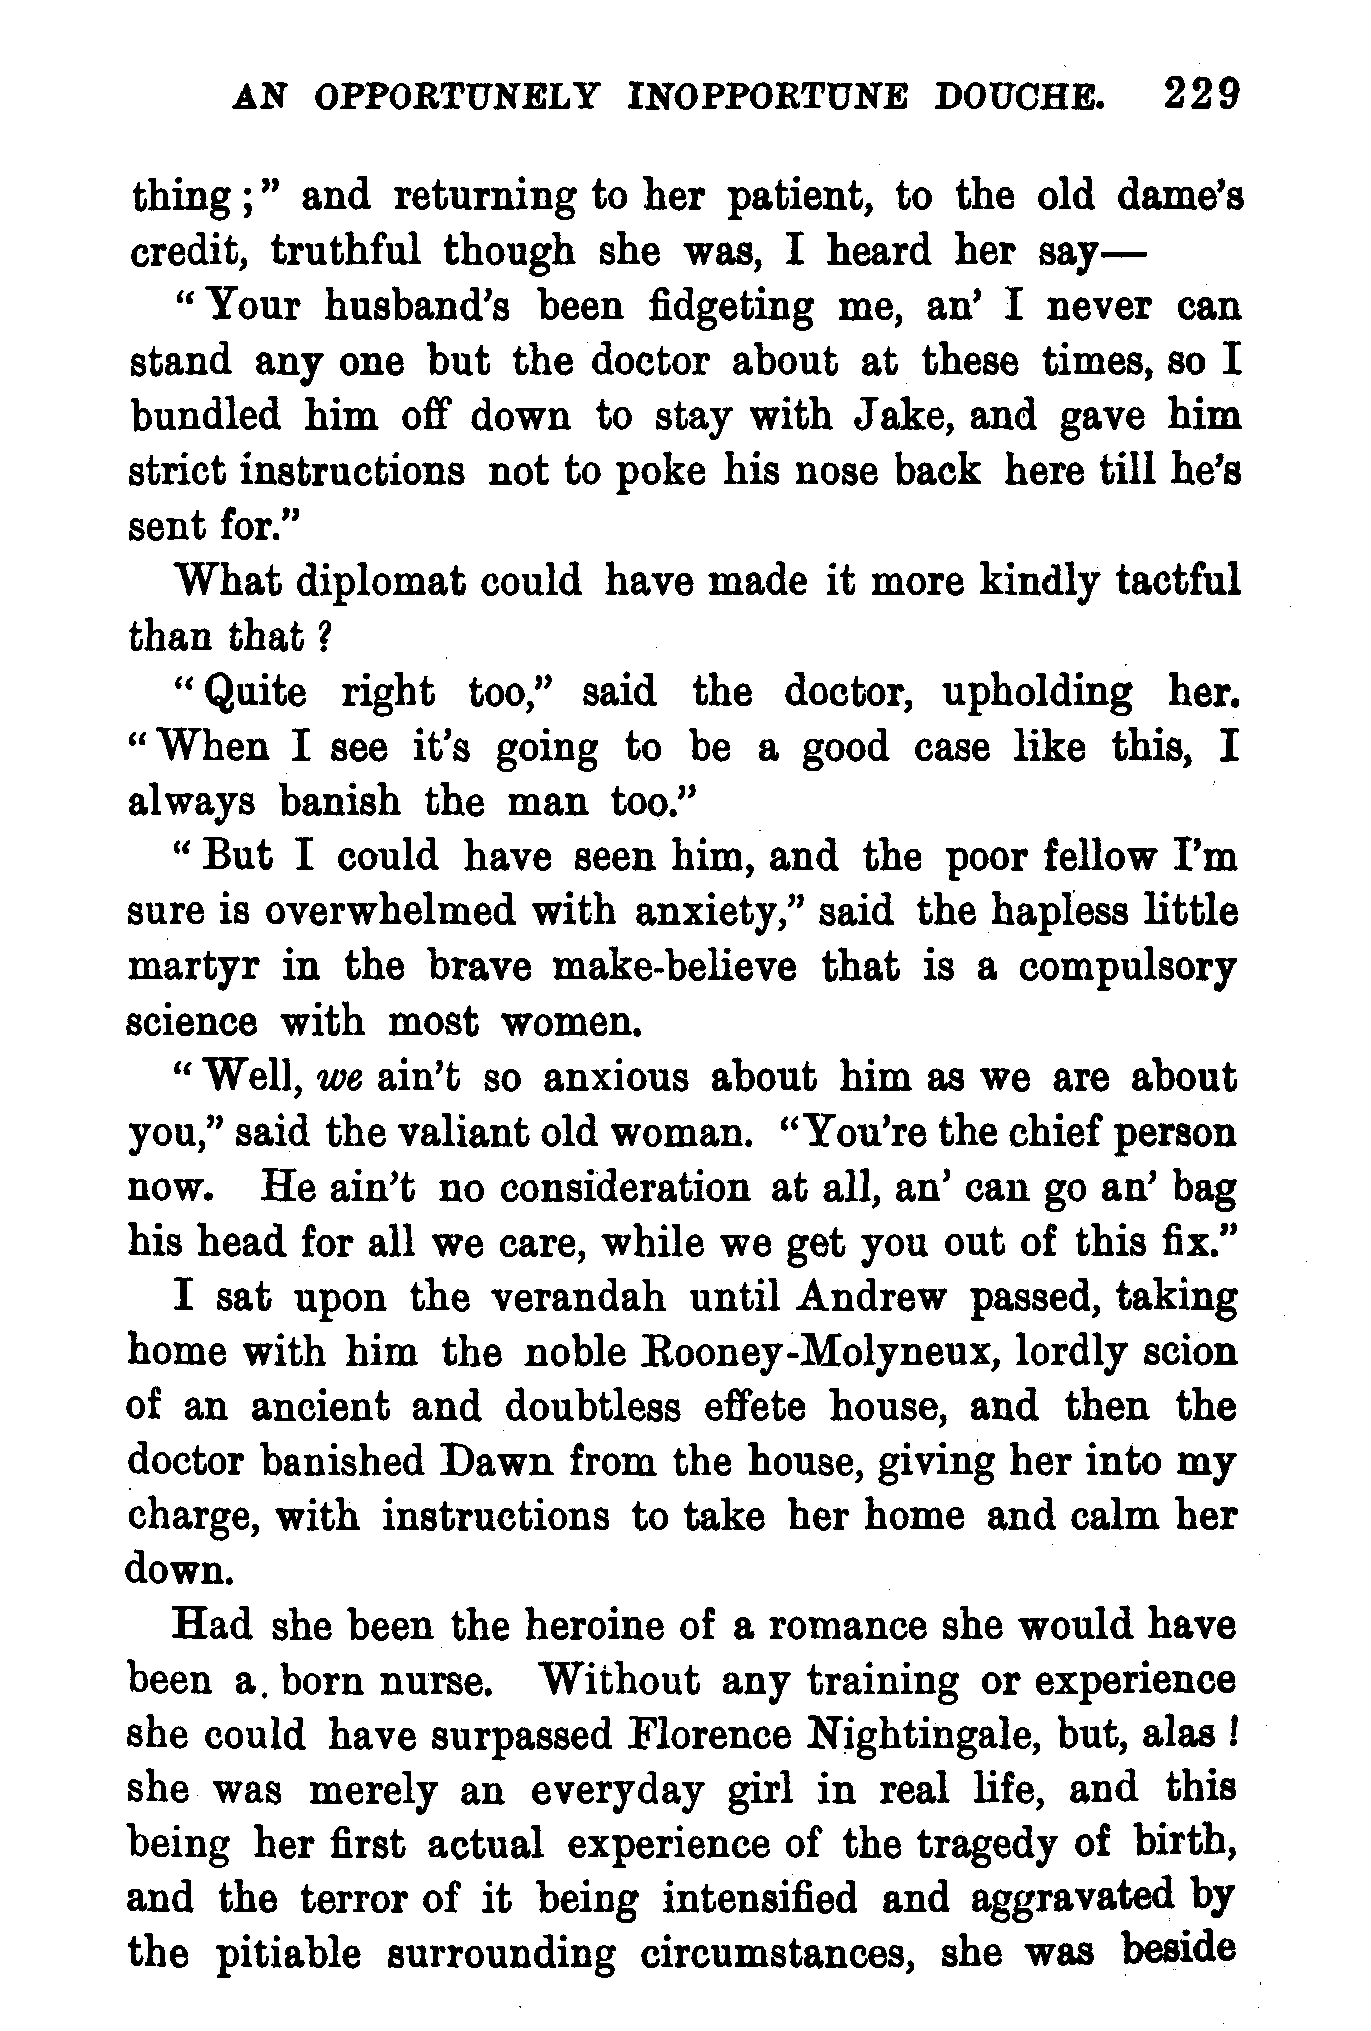 AN OPPORTUNELY INOPPORTUNE DOUCHE. 229
thing;" and returning to her patient, to the old dame's
credit, truthful though she was, I heard her say—
"Your husband's been fidgeting me, an' I never can
stand any one but the doctor about at these times, so I
bundled him off down to stay with Jake, and gave him
strict instructions not to poke his nose back here till he's
sent for."
What diplomat could have made it more kindly tactful
than that?
"Quite right too," said the doctor, upholding her.
"When I see it's going to be a good case like this, I
always banish the man too."
"But I could have seen him, and the poor fellow I'm
sure is overwhelmed with anxiety," said the hapless little
martyr in the brave make-believe that is a compulsory
science with most women.
"Well, we ain't so anxious about him as we are about
you," said the valiant old woman. "You're the chief person
now. He ain't no consideration at all, an' can go an' bag
his head for all we care, while we get you out of this fix."
I sat upon the verandah until Andrew passed, taking
home with him the noble Rooney-Molyneux, lordly scion
of an ancient and doubtless effete house, and then the
doctor banished Dawn from the house, giving her into my
charge, with instructions to take her home and calm her
down.
Had she been the heroine of a romance she would have
been a. born nurse. Without any training or experience
she could have surpassed Florence Nightingale, but, alas!
she was merely an everyday girl in real life, and this
being her first actual experience of the tragedy of birth,
and the terror of it being intensified and aggravated by
the pitiable surrounding circumstances, she was beside